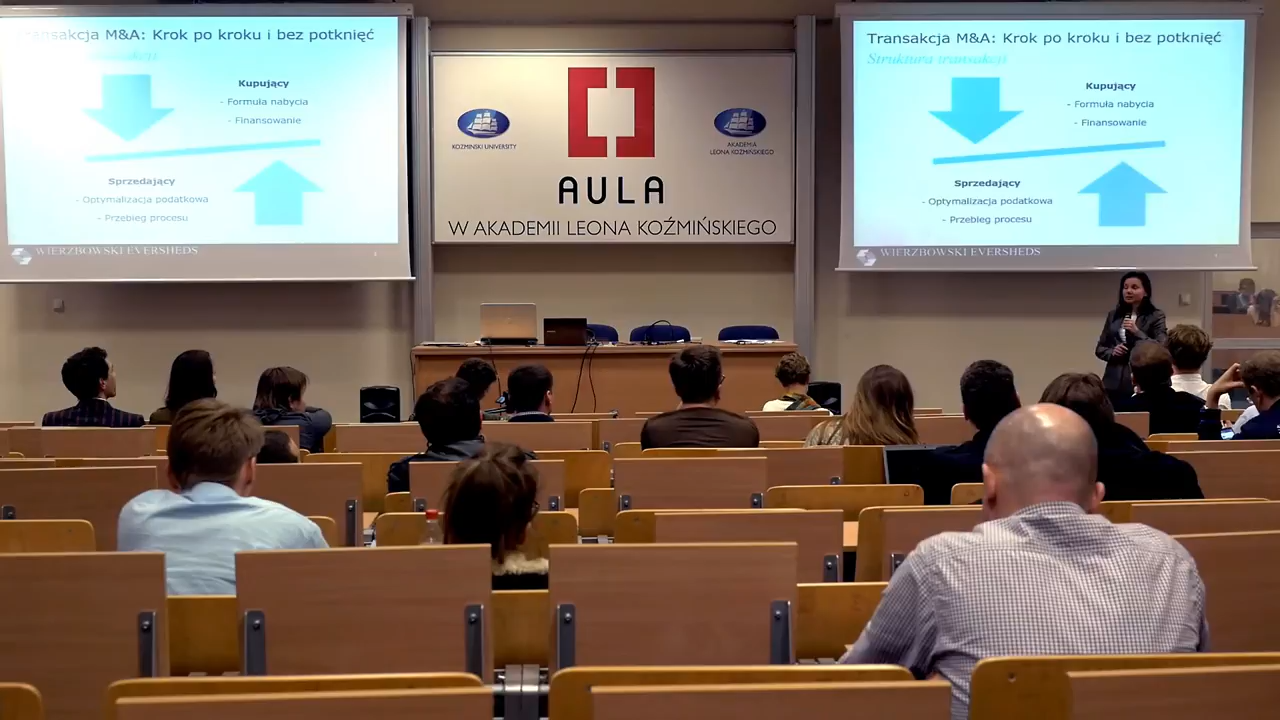 Transakcja M&A: Krok po kroku i bez potknięć
Kupujący
- Formuła nabycia
- Finansowanie
Sprzedający
- Optymalizacja podatkowa
- Przebieg procesu
WIERZBOWSKI EVERSHEDS
KOZMINSKI UNIVERSITY
AKADEMIA
LEONA KOŹMIŃSKIEGO
AULA
W AKADEMII LEONA KOŹMIŃSKIEGO
Transakcja M&A: Krok po kroku i bez potknięć
Struktura transakcji
Kupujący
- Formuła nabycia
- Finansowanie
Sprzedający
- Optymalizacja podatkowa
- Przebieg procesu
WIERZBOWSKI EVERSHEDS